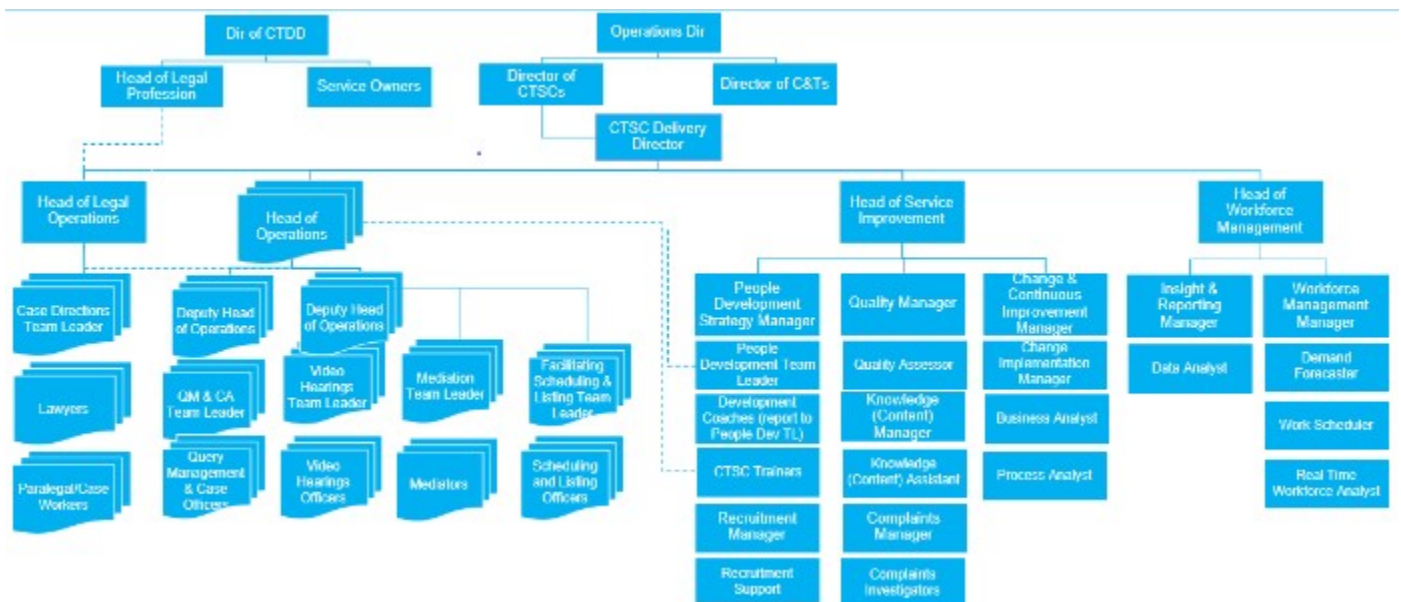 Dir of CTDD
Operations Dir
Head of Legal
Profession
Service Owners
Director of
CTSCs
Director of C&Ts
CTSC Delivery
Director
Head of Legal
Operations
Head of
Operations
Head of Service
Improvement
Head of
Workforce
Management
Case Directions
Team Leader
Deputy Head
of Operations
Deputy Head
of Operations
People
Development
Strategy Manager
Quality Manager
Change &
Continuous
Improvement
Manager
Insight &
Reporting
Manager
Workforce
Management
Manager
Lawyers
QM & CA
Team Leader
Video
Hearings
Team Leader
Mediation
Team Leader
Facilitating
Scheduling &
Listing Team
Leader
People
Development Team
Leader
Quality Assessor
Change
Implementation
Manager
Data Analyst
Demand
Forecaster
Development
Coaches (report to
People Dev TL)
Knowledge
(Content)
Manager
Business Analyst
Work Scheduler
Paralegal/Case
Workers
Query
Management
& Case
Officers
Video
Hearings
Officers
Mediators
Scheduling
and Listing
Officers
CTSC Trainers
Knowledge
(Content) Assistant
Process Analyst
Real Time
Workforce Analyst
Recruitment
Manager
Complaints
Manager
Recruitment
Support
Complaints
Investigators